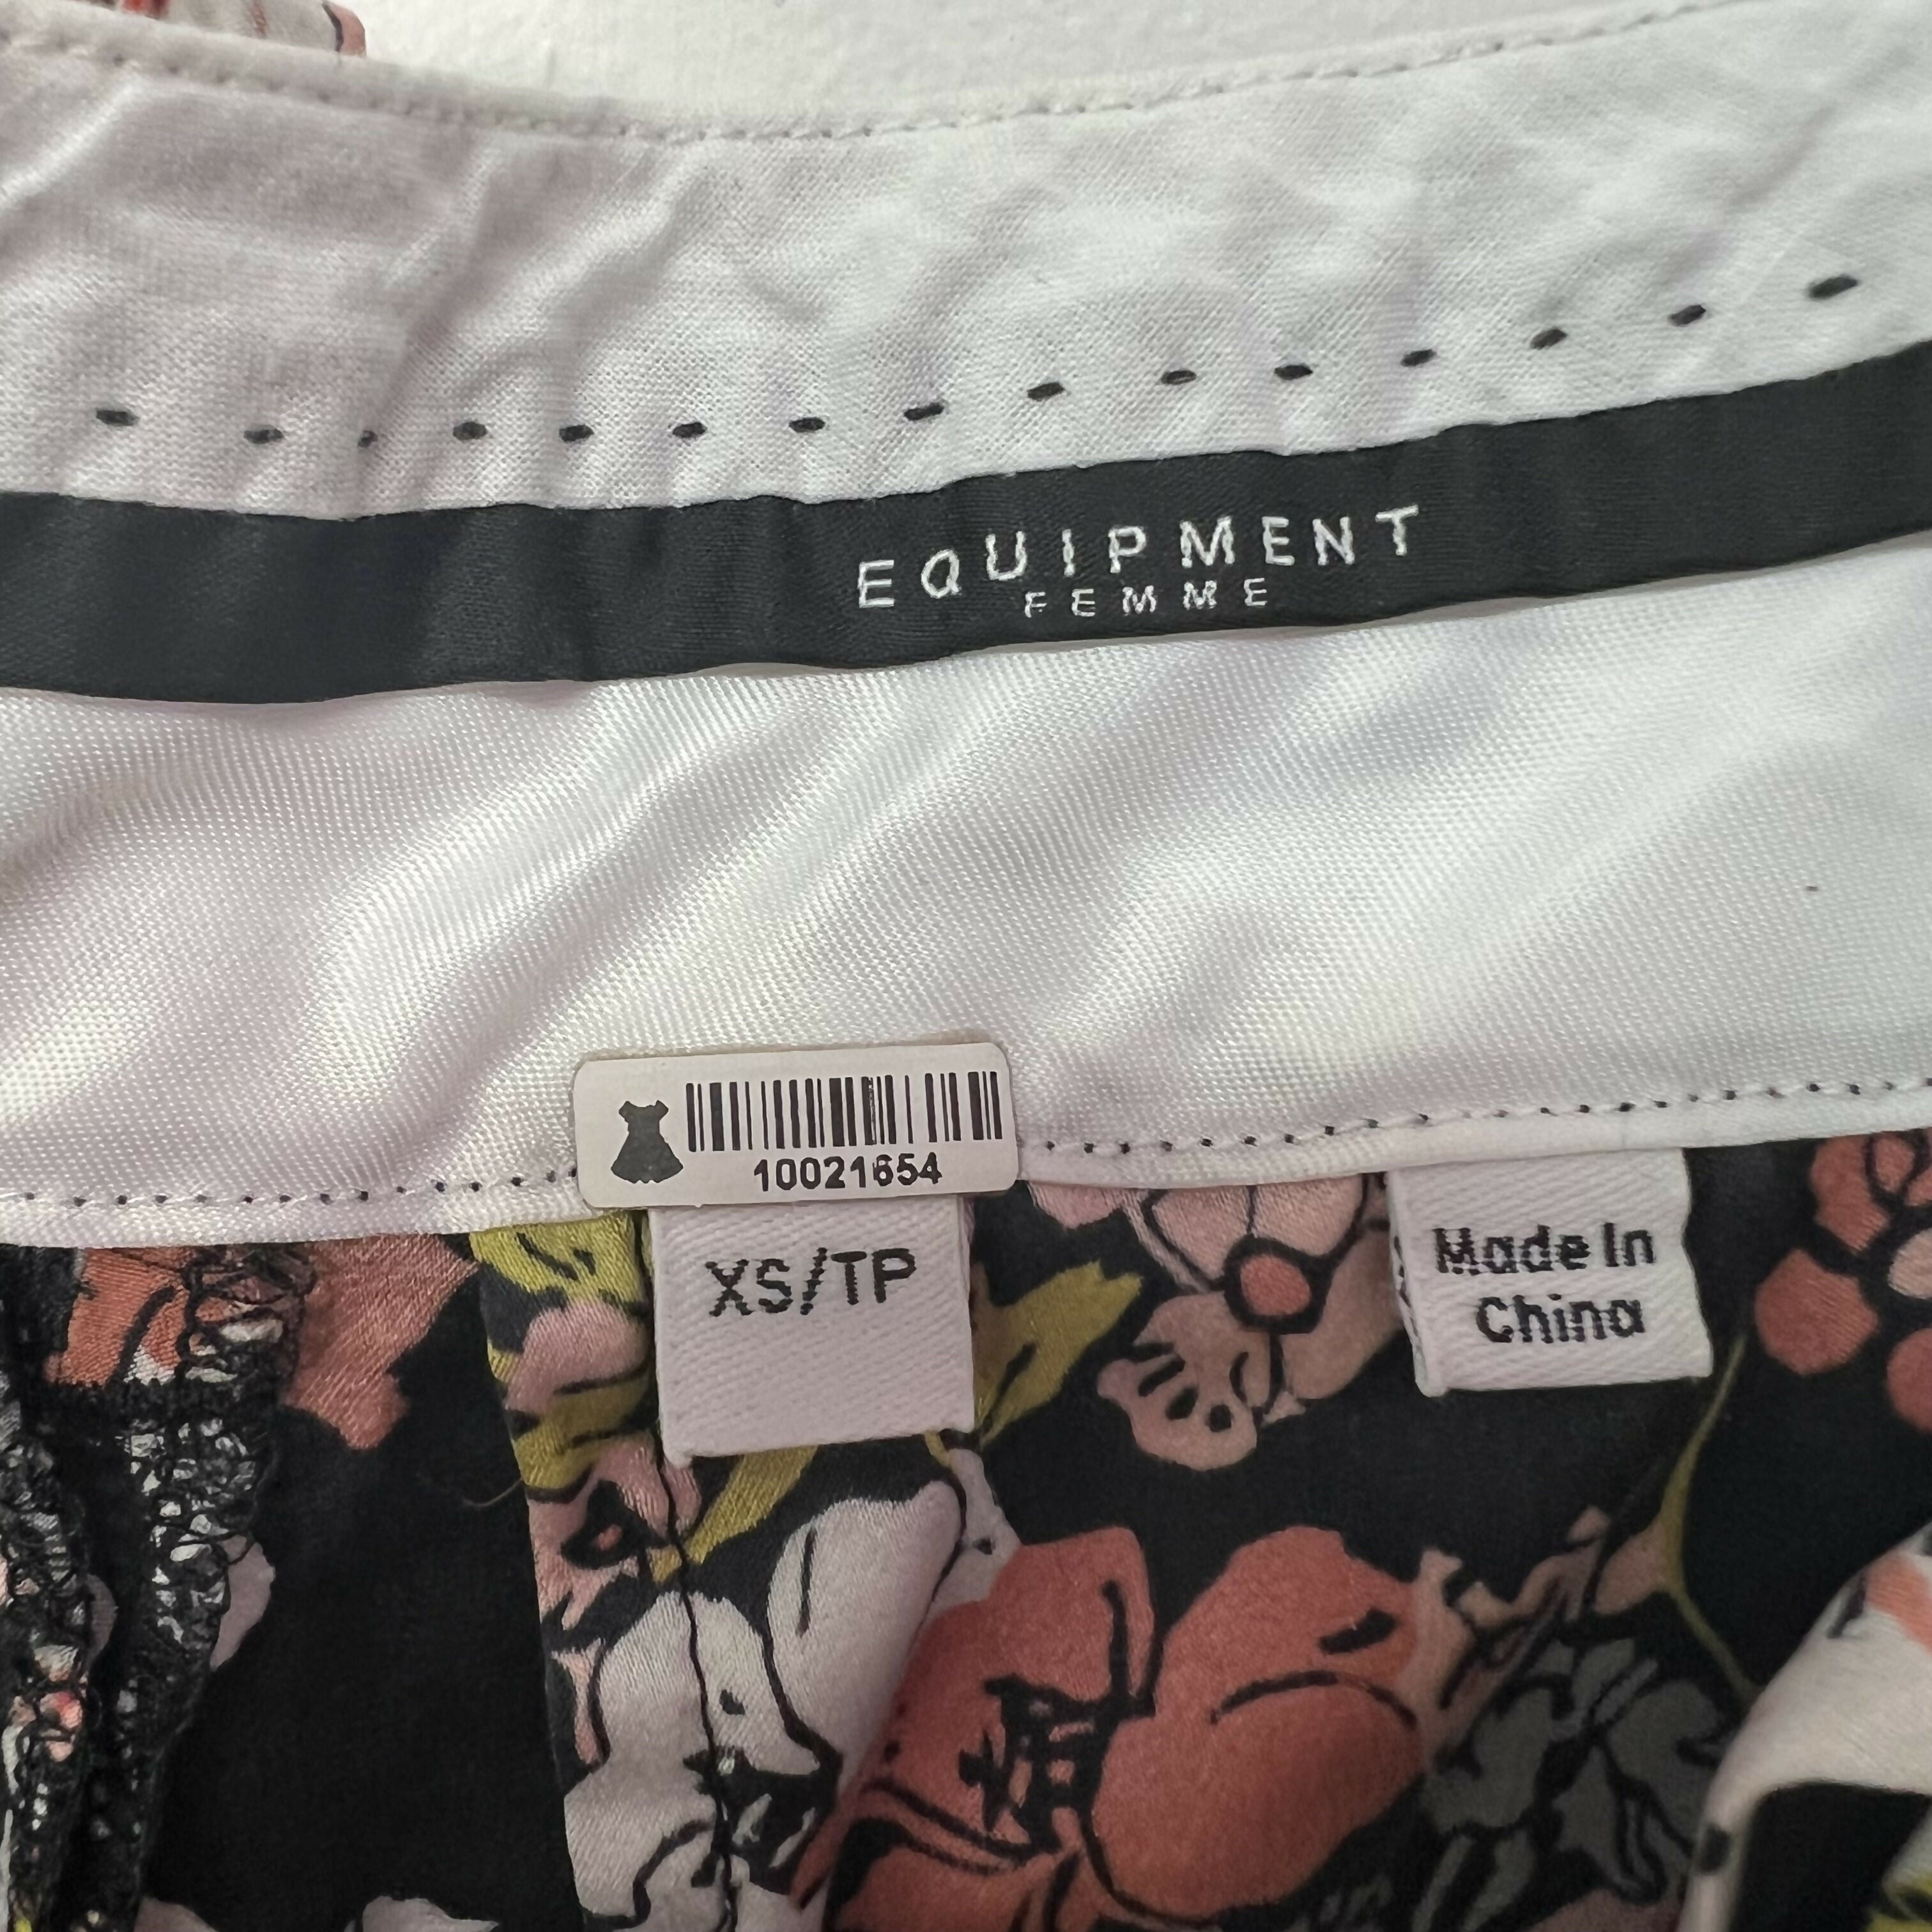 EQUIPMENT
FEMME
10021654
XS/TP
Made In
China